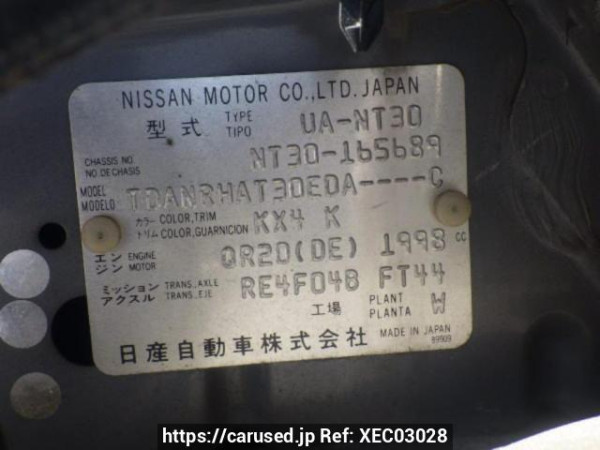 NISSAN MOTOR CO.,LTD. JAPAN
型式 TYPE TIPO UA-NT30
CHASSIS NO. NO.DE CHASIS NT30-165689
MODEL MODELO TDANRHAT30EDA----C
カラー COLOR,TRIM トリム COLOR,GUARNICION KX4 K
エンジン ENGINE MOTOR QR20(DE) 1998 cc
ミッション TRANS.,AXLE アクスル TRANS.,EJE RE4F04B FT44
工場 PLANT PLANTA W
日産自動車株式会社 MADE IN JAPAN
https://carused.jp Ref: XEC03028